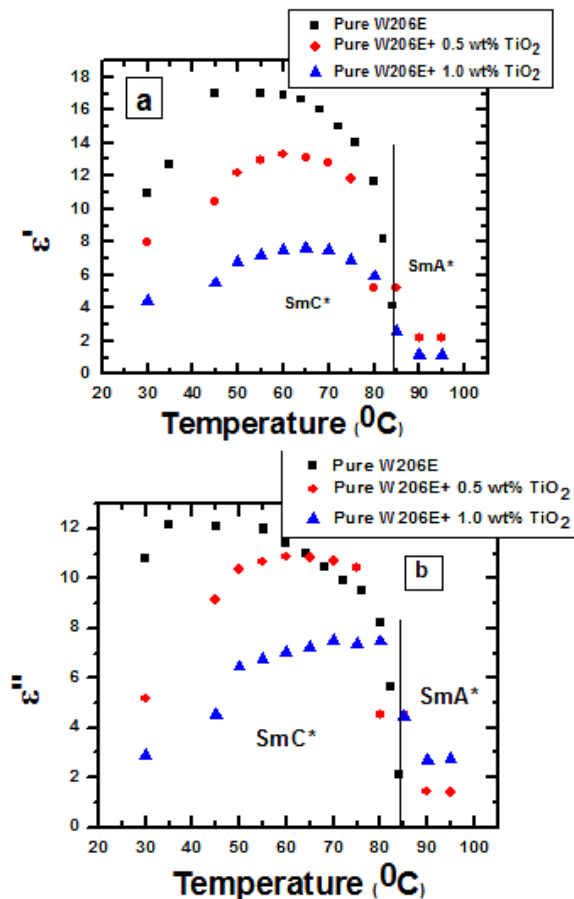 Pure W206E
Pure W206E+ 0.5 wt% TiO2
Pure W206E+ 1.0 wt% TiO2
a
18
16
14
12
10
8
6
4
2
0
ε'
SmA*
SmC*
20 30 40 50 60 70 80 90 100
Temperature (⁰C)
Pure W206E
Pure W206E+ 0.5 wt% TiO2
Pure W206E+ 1.0 wt% TiO2
b
12
10
8
6
4
2
0
ε"
SmA*
SmC*
20 30 40 50 60 70 80 90 100
Temperature (⁰C)